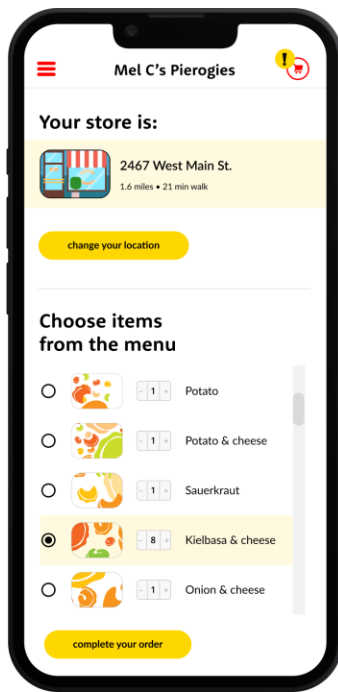 Mel C's Pierogies
!
Your store is:
2467 West Main St.
1.6 miles • 21 min walk
change your location
Choose items
from the menu
- 1 + Potato
- 1 + Potato & cheese
- 1 + Sauerkraut
- 8 + Kielbasa & cheese
- 1 + Onion & cheese
complete your order